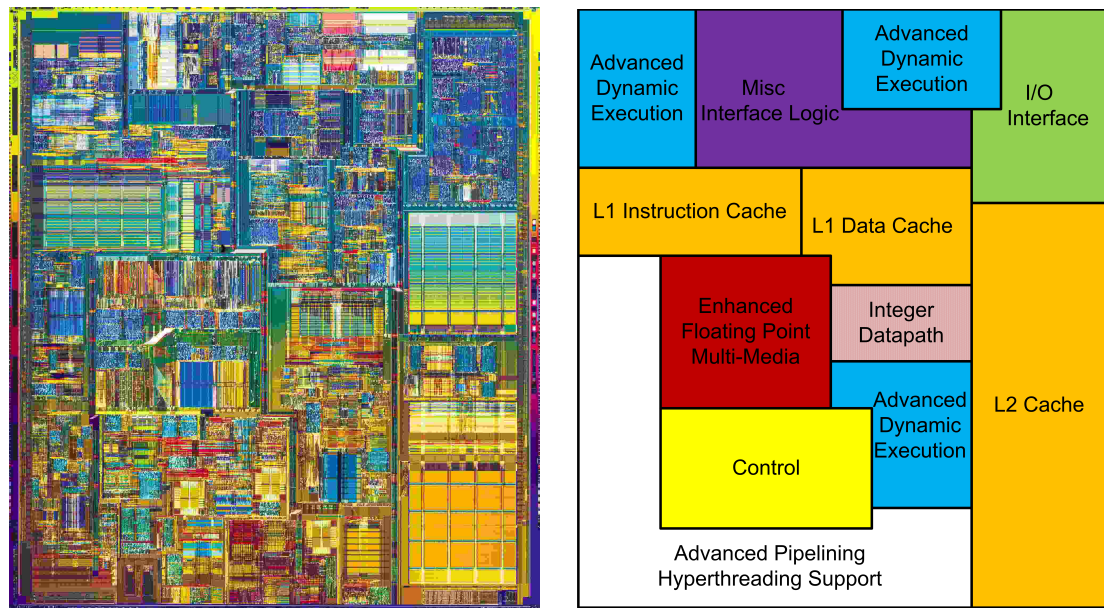 Advanced
Dynamic
Execution
Misc
Interface Logic
Advanced
Dynamic
Execution
I/O
Interface
L1 Instruction Cache
L1 Data Cache
Enhanced
Floating Point
Multi-Media
Integer
Datapath
Advanced
Dynamic
Execution
L2 Cache
Control
Advanced Pipelining
Hyperthreading Support